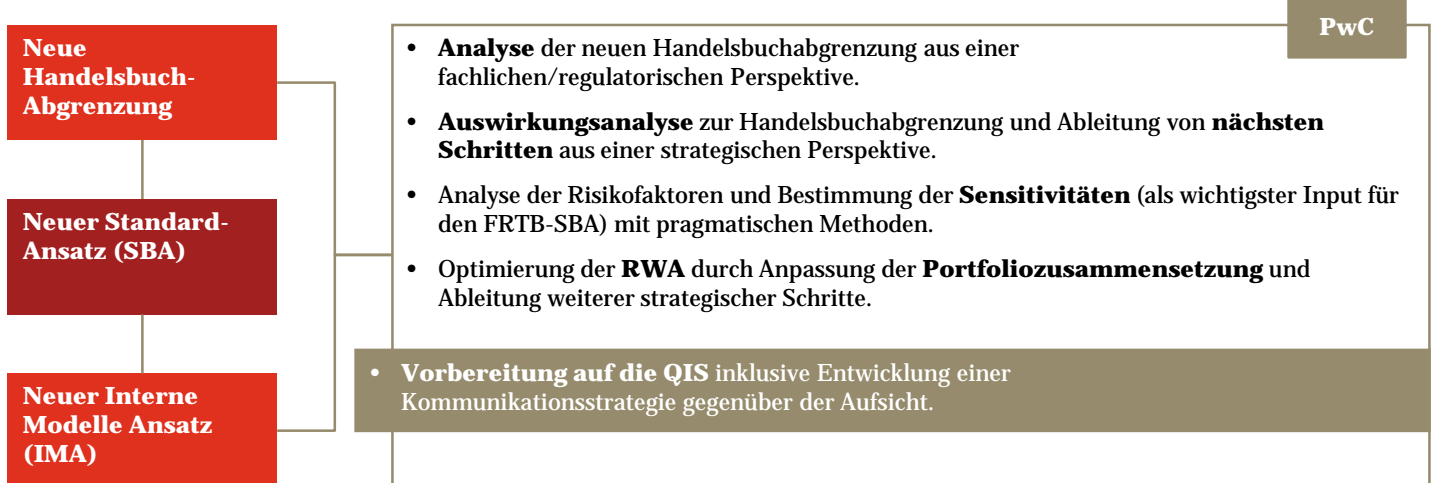 Neue
Handelsbuch-
Abgrenzung
Neuer Standard-
Ansatz (SBA)
Neuer Interne
Modelle Ansatz
(IMA)
PwC
• Analyse der neuen Handelsbuchabgrenzung aus einer
fachlichen/regulatorischen Perspektive.
• Auswirkungsanalyse zur Handelsbuchabgrenzung und Ableitung von nächsten
Schritten aus einer strategischen Perspektive.
• Analyse der Risikofaktoren und Bestimmung der Sensitivitäten (als wichtigster Input für
den FRTB-SBA) mit pragmatischen Methoden.
• Optimierung der RWA durch Anpassung der Portfoliozusammensetzung und
Ableitung weiterer strategischer Schritte.
• Vorbereitung auf die QIS inklusive Entwicklung einer
Kommunikationsstrategie gegenüber der Aufsicht.